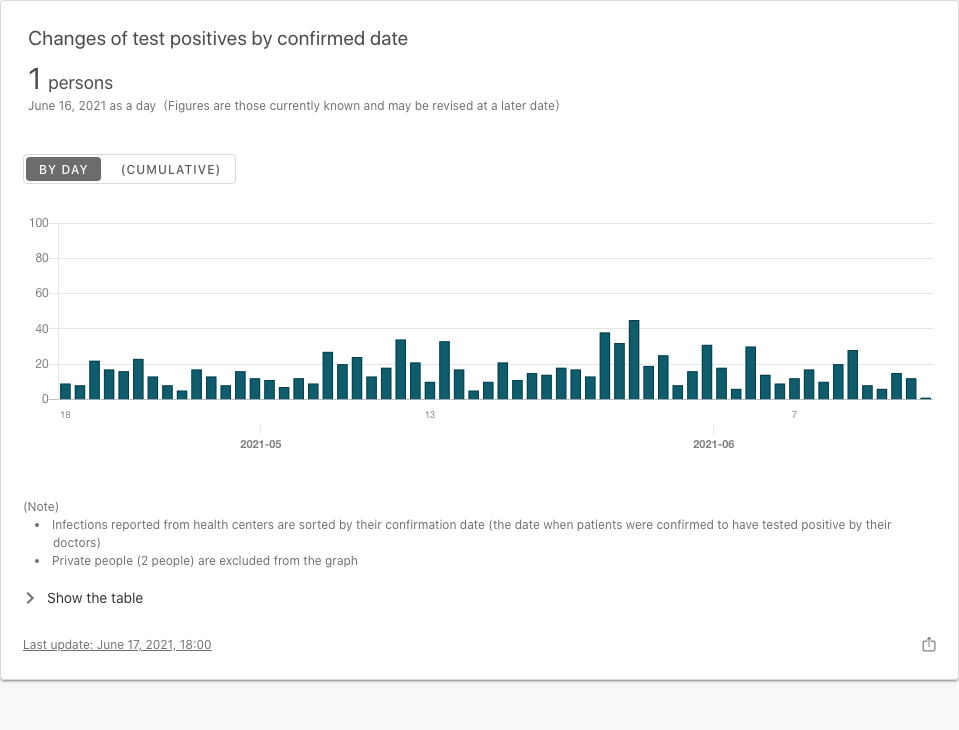 Changes of test positives by confirmed date
1 persons
June 16, 2021 as a day  (Figures are those currently known and may be revised at a later date)
BY DAY (CUMULATIVE)
100
80
60
40
20
0
18 13 7
2021-05 2021-06
(Note)
• Infections reported from health centers are sorted by their confirmation date (the date when patients were confirmed to have tested positive by their
doctors)
• Private people (2 people) are excluded from the graph
Show the table
Last update: June 17, 2021, 18:00